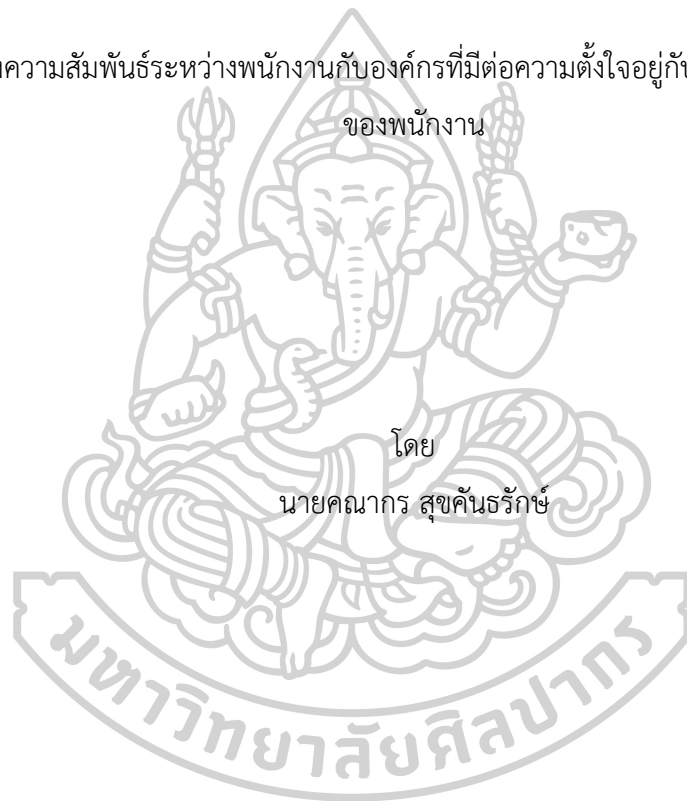 ความสัมพันธ์ระหว่างพนักงานกับองค์กรที่มีต่อความตั้งใจอยู่กับ
ของพนักงาน
โดย
นายคณากร สุขคันธรักษ์
มหาวิทยาลัยศิลปากร